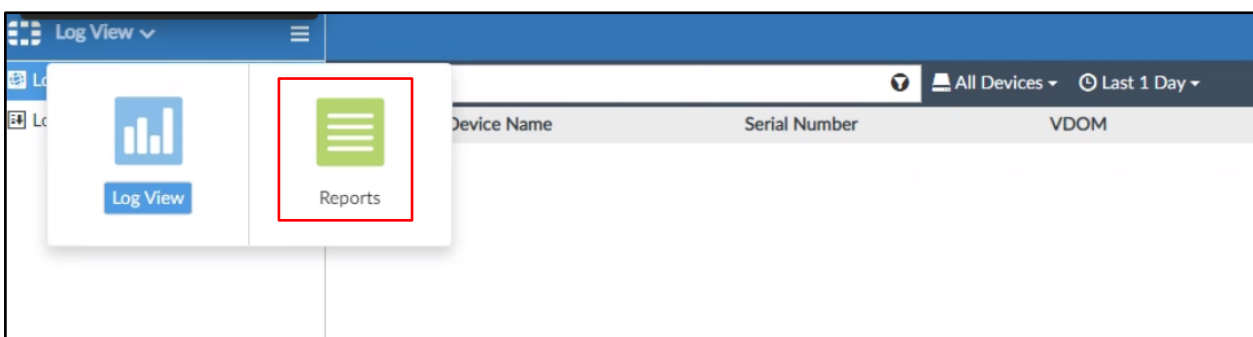 Log View
All Devices
Last 1 Day
Device Name
Serial Number
VDOM
Log View
Reports